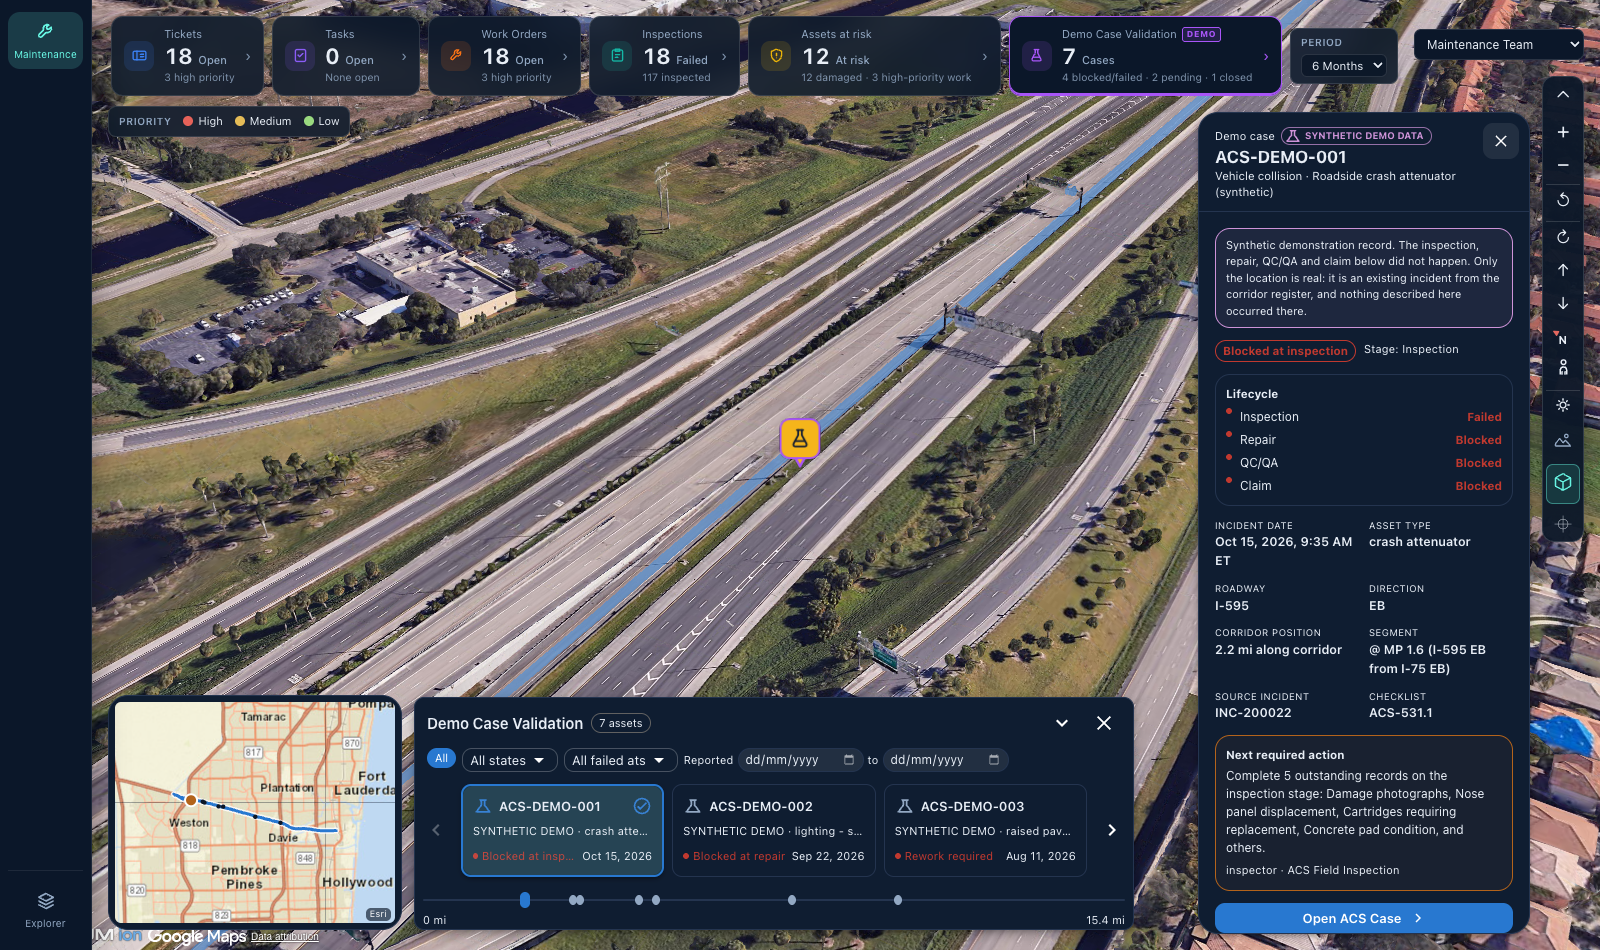 Maintenance
Tickets
18 Open
3 high priority
Tasks
0 Open
None open
Work Orders
18 Open
3 high priority
Inspections
18 Failed
117 inspected
Assets at risk
12 At risk
12 damaged · 3 high-priority work
Demo Case Validation DEMO
7 Cases
4 blocked/failed · 2 pending · 1 closed
PERIOD
6 Months
Maintenance Team
PRIORITY High Medium Low
Demo case SYNTHETIC DEMO DATA
ACS-DEMO-001
Vehicle collision · Roadside crash attenuator
(synthetic)
Synthetic demonstration record. The inspection,
repair, QC/QA and claim below did not happen. Only
the location is real: it is an existing incident from the
corridor register, and nothing described here
occurred there.
Blocked at inspection Stage: Inspection
Lifecycle
Inspection Failed
Repair Blocked
QC/QA Blocked
Claim Blocked
INCIDENT DATE
Oct 15, 2026, 9:35 AM
ET
ASSET TYPE
crash attenuator
ROADWAY
I-595
DIRECTION
EB
CORRIDOR POSITION
2.2 mi along corridor
SEGMENT
@ MP 1.6 (I-595 EB
from I-75 EB)
SOURCE INCIDENT
INC-200022
CHECKLIST
ACS-531.1
Next required action
Complete 5 outstanding records on the
inspection stage: Damage photographs, Nose
panel displacement, Cartridges requiring
replacement, Concrete pad condition, and
others.
inspector · ACS Field Inspection
Open ACS Case
N
Demo Case Validation 7 assets
All All states All failed ats Reported dd/mm/yyyy to dd/mm/yyyy
ACS-DEMO-001
SYNTHETIC DEMO · crash atte...
Blocked at insp... Oct 15, 2026
ACS-DEMO-002
SYNTHETIC DEMO · lighting - s...
Blocked at repair Sep 22, 2026
ACS-DEMO-003
SYNTHETIC DEMO · raised pav...
Rework required Aug 11, 2026
0 mi 15.4 mi
Pompa
Tamarac
870
817
Fort
Lauderda
Plantation
Weston
Davie
818
848
Pembroke
Pines
Hollywood
820
823
Esri
Explorer
ion Google Maps Data attribution